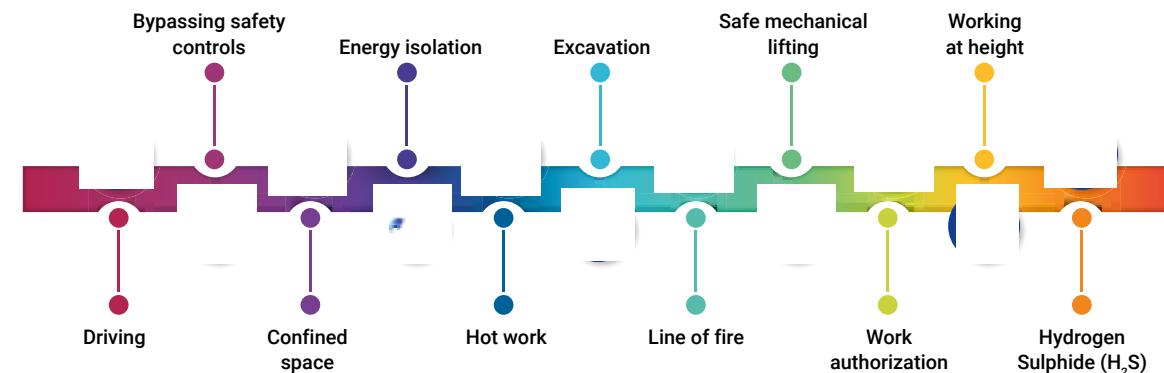 Bypassing safety
controls
Energy isolation
Excavation
Safe mechanical
lifting
Working
at height
Driving
Confined
space
Hot work
Line of fire
Work
authorization
Hydrogen
Sulphide (H₂S)